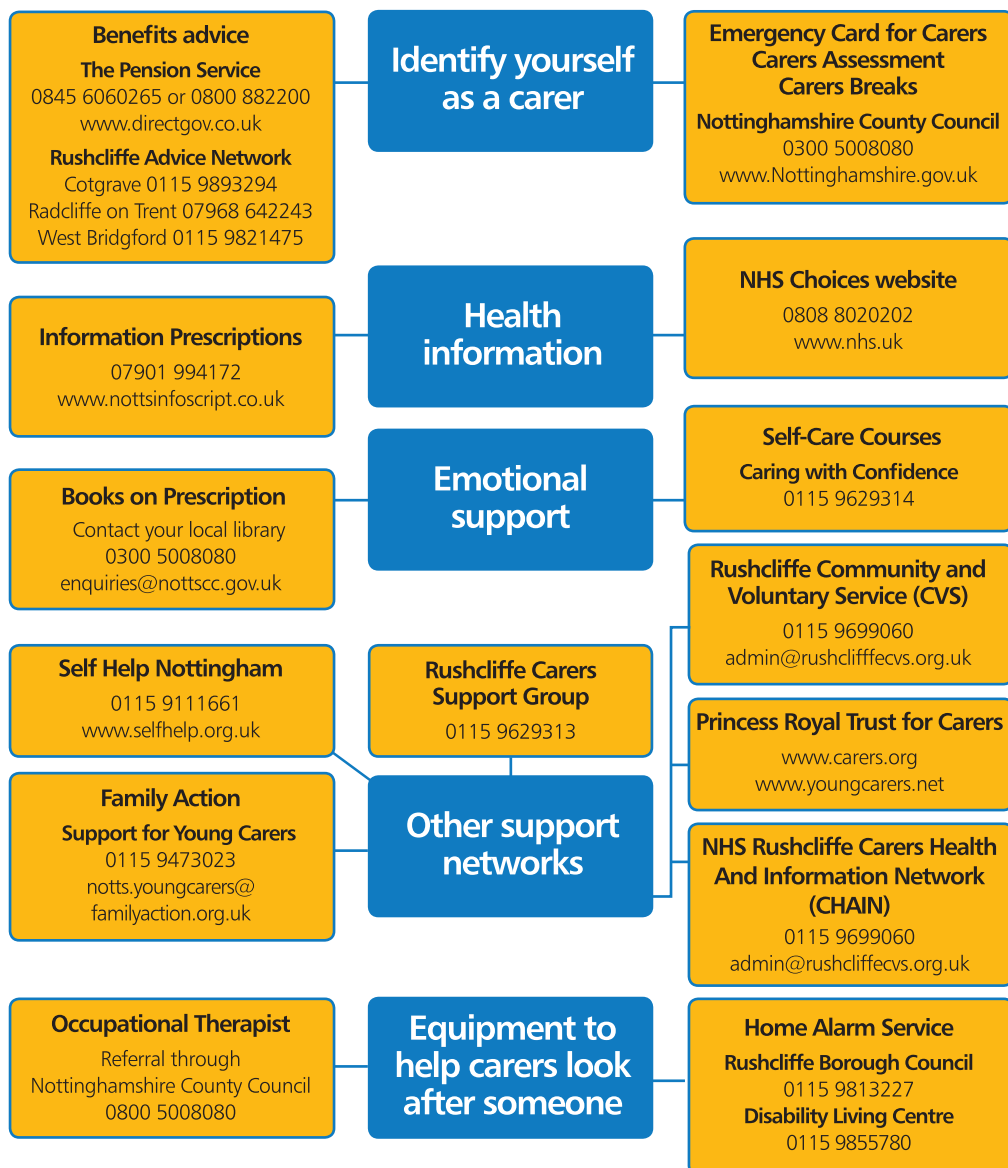 Benefits advice
The Pension Service
0845 6060265 or 0800 882200
www.directgov.co.uk
Rushcliffe Advice Network
Cotgrave 0115 9893294
Radcliffe on Trent 07968 642243
West Bridgford 0115 9821475
Identify yourself
as a carer
Emergency Card for Carers
Carers Assessment
Carers Breaks
Nottinghamshire County Council
0300 5008080
www.Nottinghamshire.gov.uk
Information Prescriptions
07901 994172
www.nottsinfoscript.co.uk
Health
information
NHS Choices website
0808 8020202
www.nhs.uk
Books on Prescription
Contact your local library
0300 5008080
enquiries@nottscc.gov.uk
Emotional
support
Self-Care Courses
Caring with Confidence
0115 9629314
Self Help Nottingham
0115 9111661
www.selfhelp.org.uk
Rushcliffe Carers
Support Group
0115 9629313
Rushcliffe Community and
Voluntary Service (CVS)
0115 9699060
admin@rushclifffecvs.org.uk
Family Action
Support for Young Carers
0115 9473023
notts.youngcarers@
familyaction.org.uk
Other support
networks
Princess Royal Trust for Carers
www.carers.org
www.youngcarers.net
NHS Rushcliffe Carers Health
And Information Network
(CHAIN)
0115 9699060
admin@rushcliffecvs.org.uk
Occupational Therapist
Referral through
Nottinghamshire County Council
0800 5008080
Equipment to
help carers look
after someone
Home Alarm Service
Rushcliffe Borough Council
0115 9813227
Disability Living Centre
0115 9855780